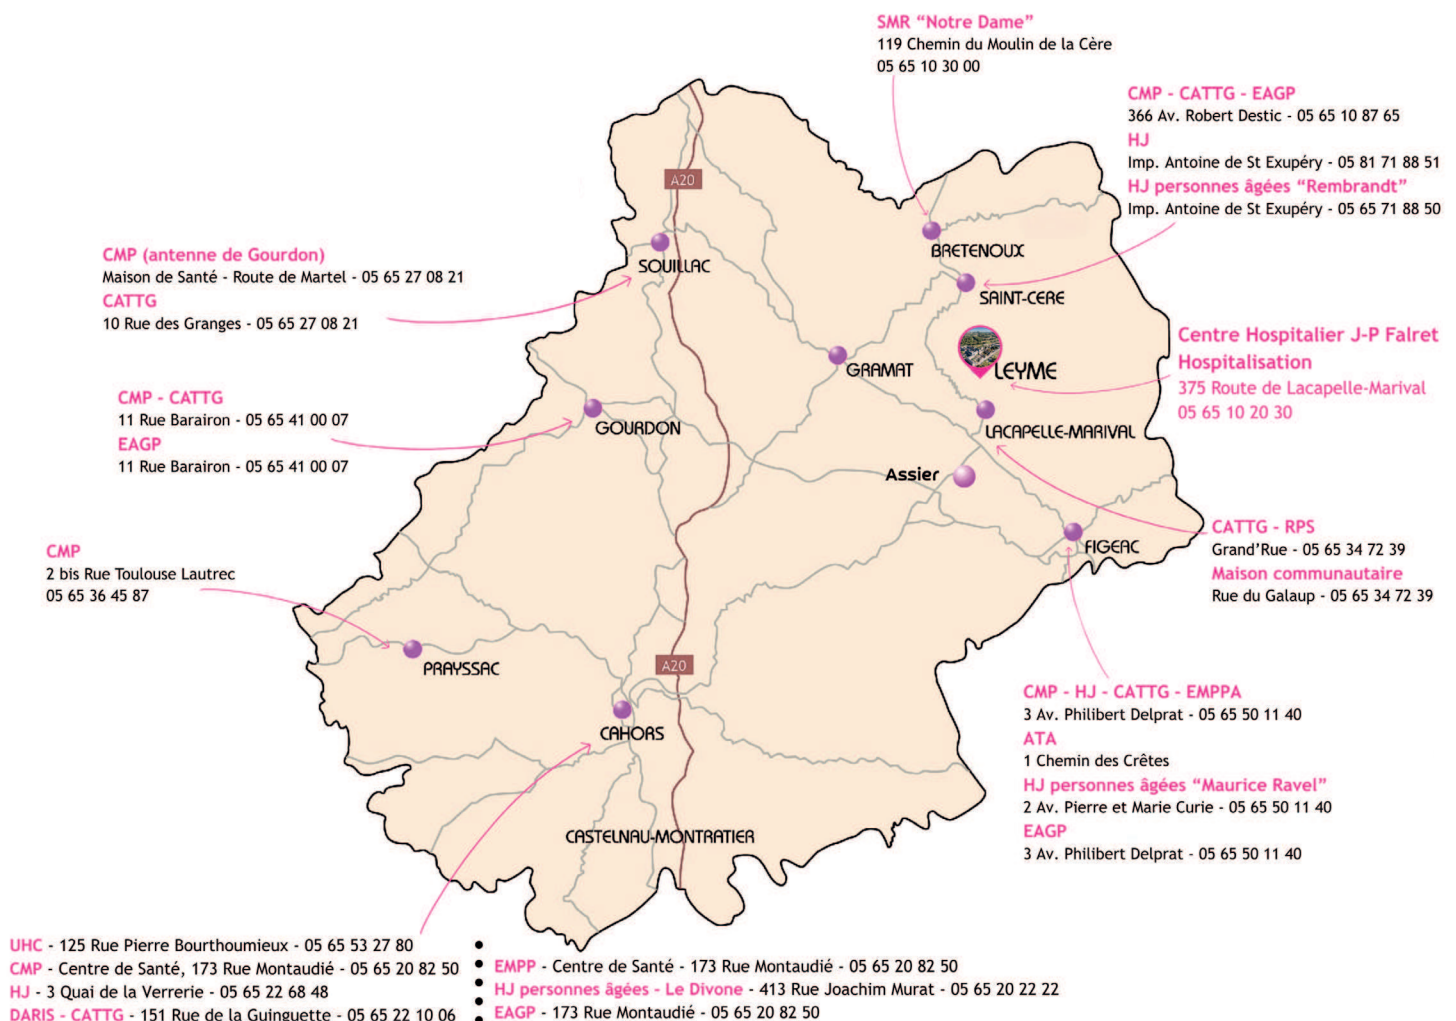 SMR “Notre Dame”
119 Chemin du Moulin de la Cère
05 65 10 30 00
CMP - CATTG - EAGP
366 Av. Robert Destic - 05 65 10 87 65
HJ
Imp. Antoine de St Exupéry - 05 81 71 88 51
HJ personnes âgées “Rembrandt”
Imp. Antoine de St Exupéry - 05 65 71 88 50
A20
CMP (antenne de Gourdon)
Maison de Santé - Route de Martel - 05 65 27 08 21
CATTG
10 Rue des Granges - 05 65 27 08 21
SOUILLAC
BRETENOUX
SAINT-CERE
Centre Hospitalier J-P Falret
Hospitalisation
375 Route de Lacapelle-Marival
05 65 10 20 30
GRAMAT
LEYME
CMP - CATTG
11 Rue Barairon - 05 65 41 00 07
EAGP
11 Rue Barairon - 05 65 41 00 07
GOURDON
LACAPELLE-MARIVAL
Assier
CATTG - RPS
Grand’Rue - 05 65 34 72 39
Maison communautaire
Rue du Galaup - 05 65 34 72 39
FIGEAC
CMP
2 bis Rue Toulouse Lautrec
05 65 36 45 87
PRAYSSAC
A20
CAHORS
CMP - HJ - CATTG - EMPPA
3 Av. Philibert Delprat - 05 65 50 11 40
ATA
1 Chemin des Crêtes
HJ personnes âgées “Maurice Ravel”
2 Av. Pierre et Marie Curie - 05 65 50 11 40
EAGP
3 Av. Philibert Delprat - 05 65 50 11 40
CASTELNAU-MONTRATIER
UHC - 125 Rue Pierre Bourthoumieux - 05 65 53 27 80
CMP - Centre de Santé, 173 Rue Montaudié - 05 65 20 82 50
HJ - 3 Quai de la Verrerie - 05 65 22 68 48
DARIS - CATTG - 151 Rue de la Guinguette - 05 65 22 10 06
EMPP - Centre de Santé - 173 Rue Montaudié - 05 65 20 82 50
HJ personnes âgées - Le Divone - 413 Rue Joachim Murat - 05 65 20 22 22
EAGP - 173 Rue Montaudié - 05 65 20 82 50